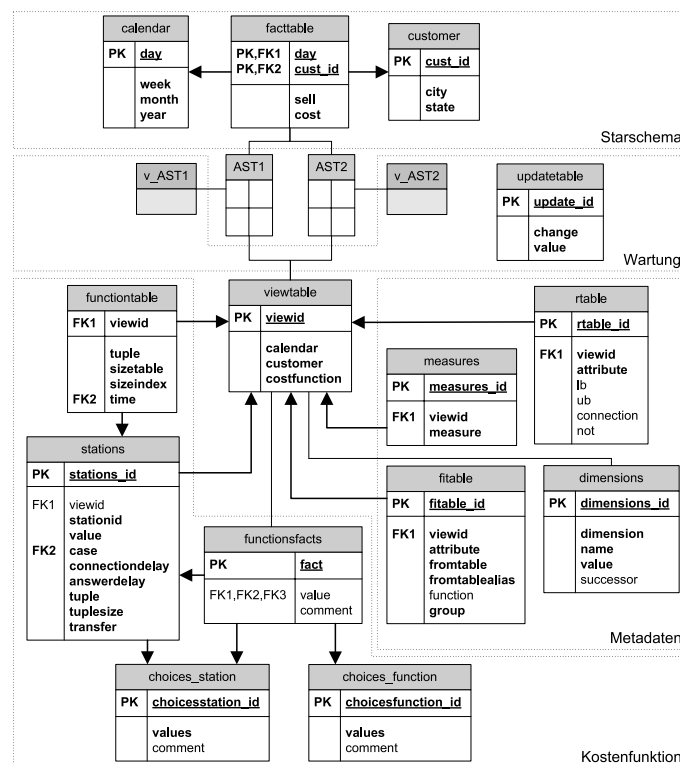 calendar
PK day
week
month
year
facttable
PK,FK1 day
PK,FK2 cust_id
sell
cost
customer
PK cust_id
city
state
Starschema
v_AST1
AST1
AST2
v_AST2
updatetable
PK update_id
change
value
Wartung
functiontable
FK1 viewid
tuple
sizetable
sizeindex
FK2 time
viewtable
PK viewid
calendar
customer
costfunction
measures
PK measures_id
FK1 viewid
measure
rtable
PK rtable_id
FK1 viewid
attribute
lb
ub
connection
not
stations
PK stations_id
FK1 viewid
stationid
value
FK2 case
connectiondelay
answerdelay
tuple
tuplesize
transfer
functionsfacts
PK fact
FK1,FK2,FK3 value
comment
fitable
PK fitable_id
FK1 viewid
attribute
fromtable
fromtablealias
function
group
dimensions
PK dimensions_id
dimension
name
value
successor
Metadaten
choices_station
PK choicesstation_id
values
comment
choices_function
PK choicesfunction_id
values
comment
Kostenfunktion